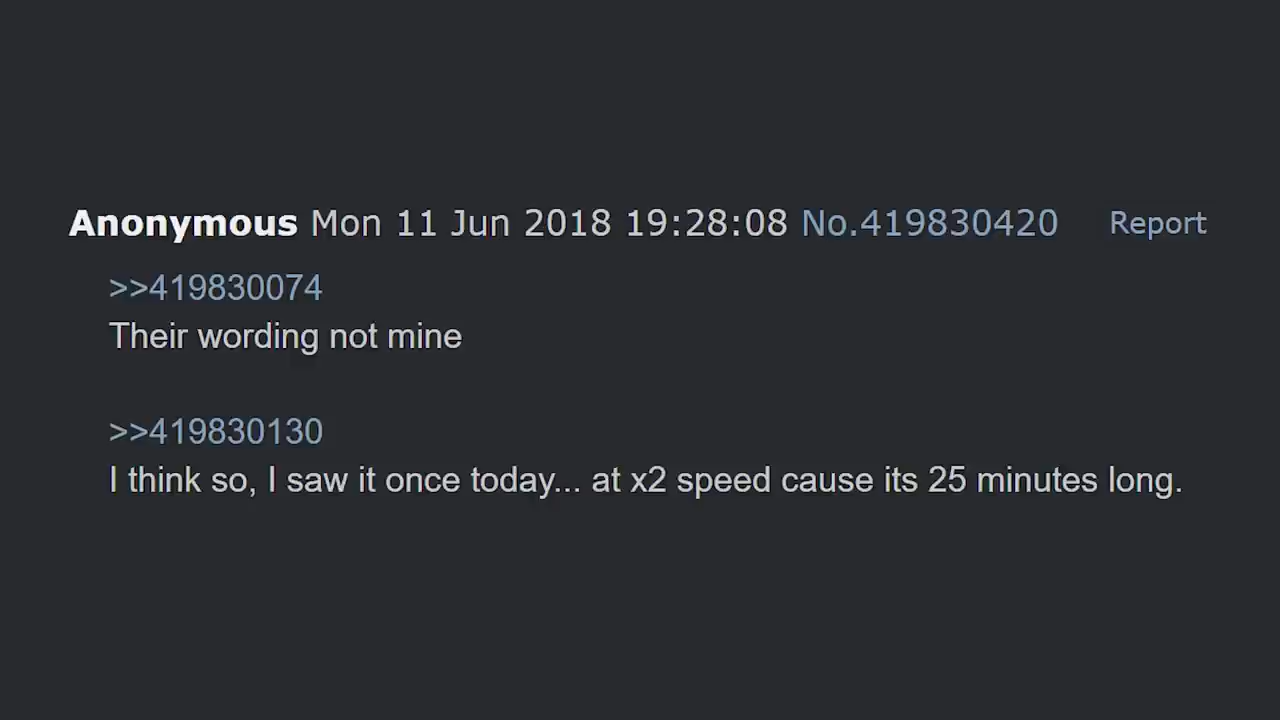 Anonymous Mon 11 Jun 2018 19:28:08 No.419830420 Report
>>419830074
Their wording not mine
>>419830130
I think so, I saw it once today... at x2 speed cause its 25 minutes long.